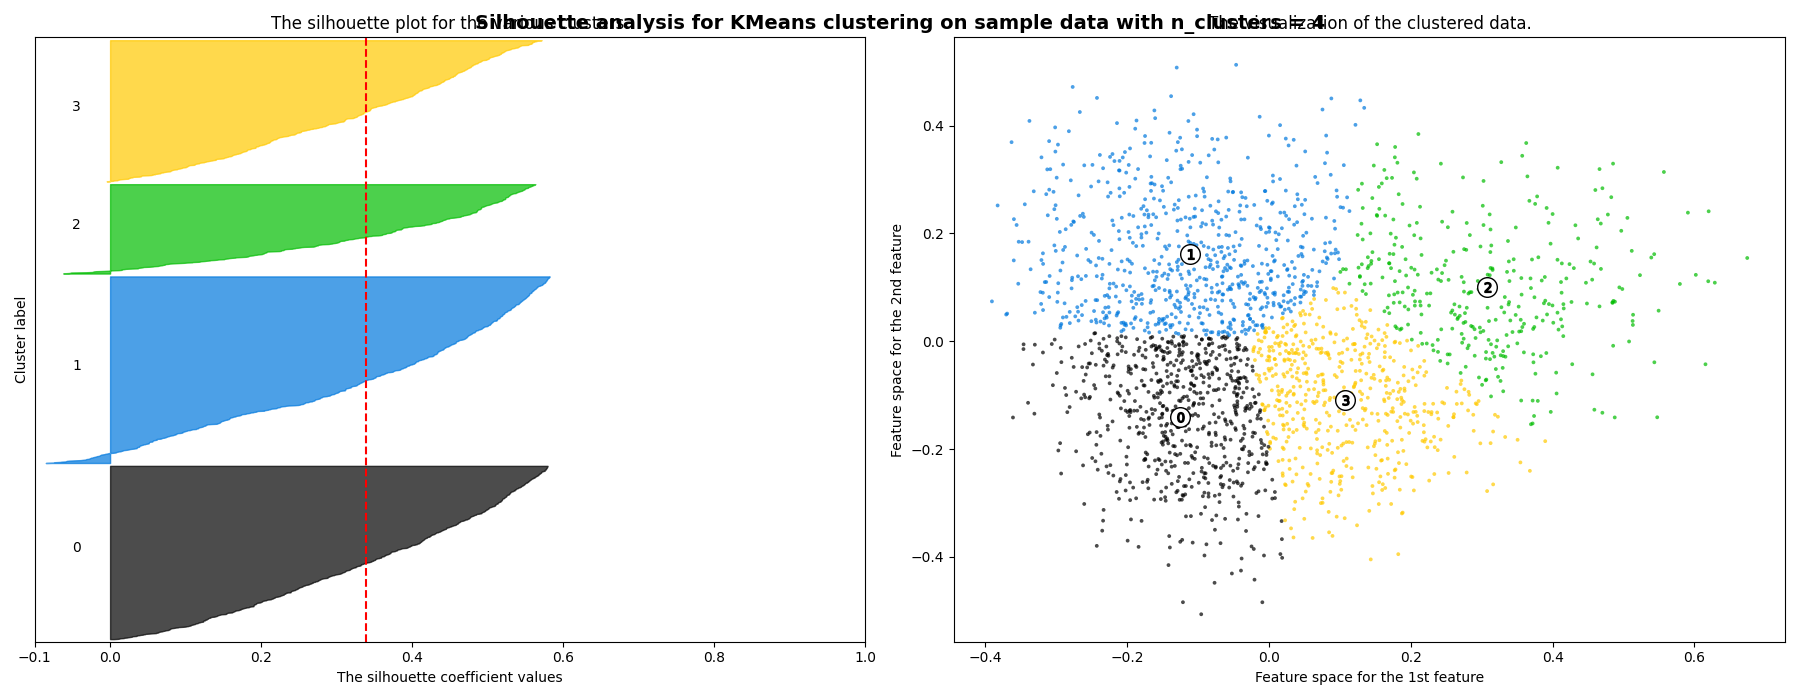 Silhouette analysis for KMeans clustering on sample data with n_clusters = 4
The silhouette plot for the various clusters.
3
2
1
0
Cluster label
−0.1 0.0 0.2 0.4 0.6 0.8 1.0
The silhouette coefficient values
The visualization of the clustered data.
0.4
0.2
0.0
−0.2
−0.4
Feature space for the 2nd feature
1
2
3
0
−0.4 −0.2 0.0 0.2 0.4 0.6
Feature space for the 1st feature